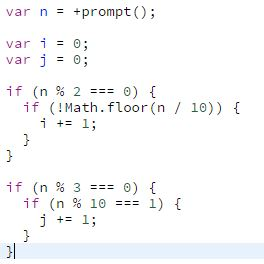 var n = +prompt();

var i = 0;
var j = 0;

if (n % 2 === 0) {
  if (!Math.floor(n / 10)) {
    i += 1;
  }
}

if (n % 3 === 0) {
  if (n % 10 === 1) {
    j += 1;
  }
}